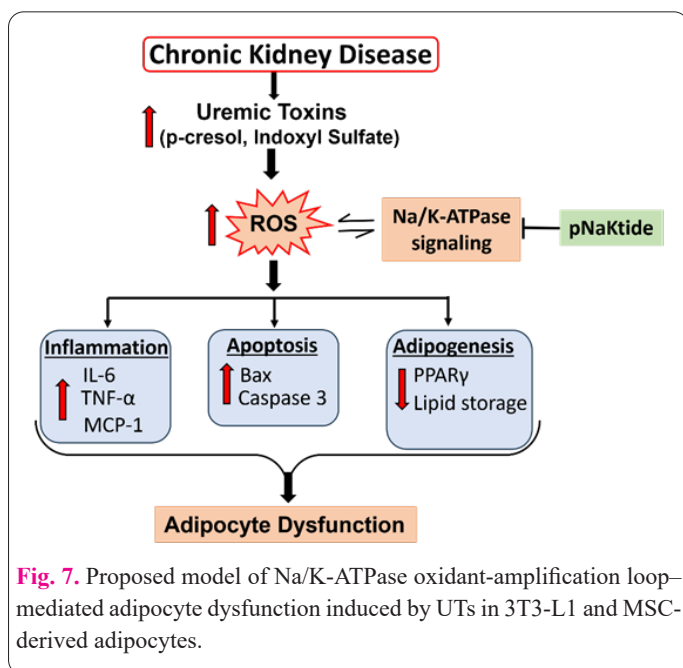 Chronic Kidney Disease
Uremic Toxins
(p-cresol, Indoxyl Sulfate)
ROS
Na/K-ATPase
signaling
pNaKtide
Inflammation
IL-6
TNF-α
MCP-1
Apoptosis
Bax
Caspase 3
Adipogenesis
PPARγ
Lipid storage
Adipocyte Dysfunction
Fig. 7. Proposed model of Na/K-ATPase oxidant-amplification loop–
mediated adipocyte dysfunction induced by UTs in 3T3-L1 and MSC-
derived adipocytes.